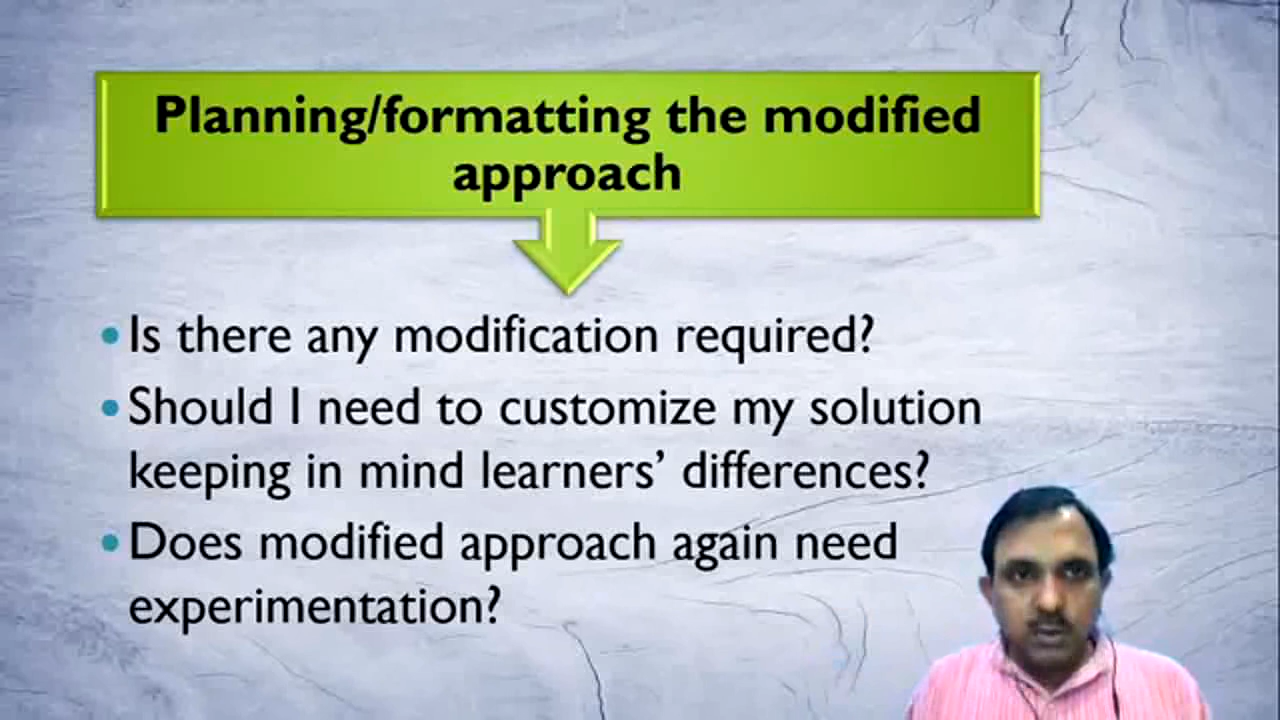 Planning/formatting the modified
approach
•Is there any modification required?
•Should I need to customize my solution
keeping in mind learners’ differences?
•Does modified approach again need
experimentation?